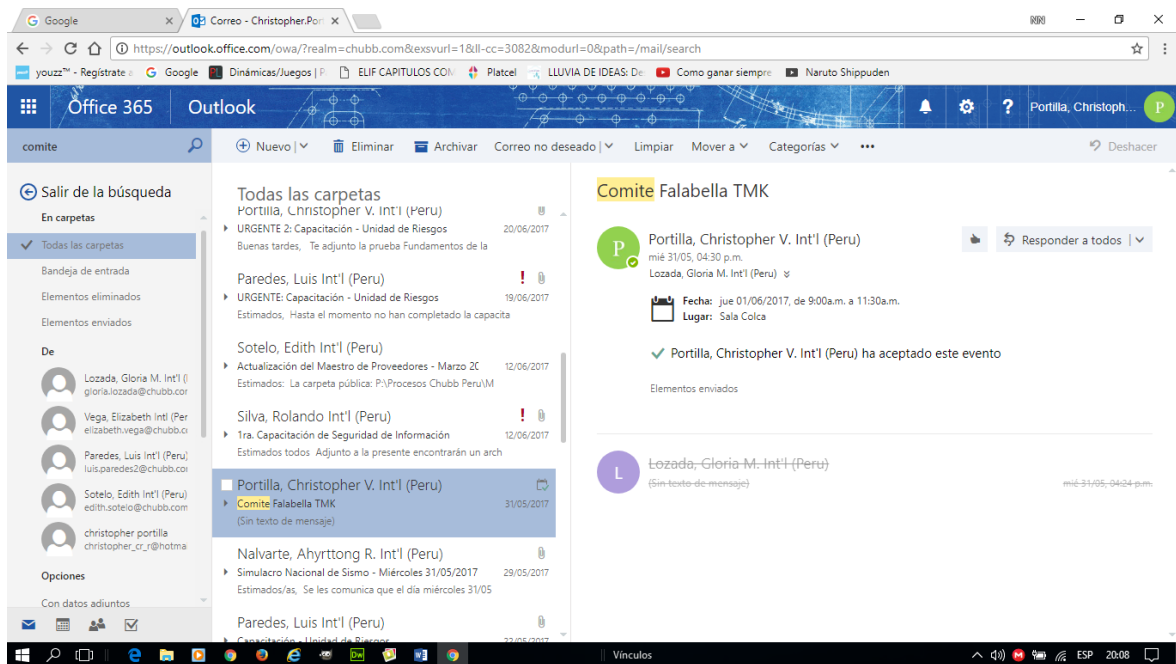 Google
Correo - Christopher.Por
https://outlook.office.com/owa/?realm=chubb.com&exsvurl=1&ll-cc=3082&modurl=0&path=/mail/search
youzz™ - Regístrate a
Google
Dinámicas/Juegos | P
ELIF CAPITULOS COM
Platcel
LLUVIA DE IDEAS: De
Como ganar siempre
Naruto Shippuden
Office 365
Outlook
?
Portilla, Christoph...
P
comite
Nuevo
Eliminar
Archivar
Correo no deseado
Limpiar
Mover a
Categorías
Deshacer
Salir de la búsqueda
En carpetas
Todas las carpetas
Bandeja de entrada
Elementos eliminados
Elementos enviados
De
Lozada, Gloria M. Int'l (
gloria.lozada@chubb.cor
Vega, Elizabeth Intl (Per
elizabeth.vega@chubb.c
Paredes, Luis Int'l (Peru)
luis.paredes2@chubb.co
Sotelo, Edith Int'l (Peru)
edith.sotelo@chubb.com
christopher portilla
christopher_cr_r@hotma
Opciones
Con datos adjuntos
Todas las carpetas
Portilla, Christopher V. Int'l (Peru)
URGENTE 2: Capacitación - Unidad de Riesgos 20/06/2017
Buenas tardes, Te adjunto la prueba Fundamentos de la
Paredes, Luis Int'l (Peru)
URGENTE: Capacitación - Unidad de Riesgos 19/06/2017
Estimados, Hasta el momento no han completado la capacita
Sotelo, Edith Int'l (Peru)
Actualización del Maestro de Proveedores - Marzo 20 12/06/2017
Estimados: La carpeta pública: P:\Procesos Chubb Peru\M
Silva, Rolando Int'l (Peru)
1ra. Capacitación de Seguridad de Información 12/06/2017
Estimados todos Adjunto a la presente encontrarán un arch
Portilla, Christopher V. Int'l (Peru)
Comite Falabella TMK 31/05/2017
(Sin texto de mensaje)
Nalvarte, Ahyrttong R. Int'l (Peru)
Simulacro Nacional de Sismo - Miércoles 31/05/2017 29/05/2017
Estimados/as, Se les comunica que el día miércoles 31/05
Paredes, Luis Int'l (Peru)
Capacitación - Unidad de Riesgos 22/05/2017
Comite Falabella TMK
P
Portilla, Christopher V. Int'l (Peru)
mié 31/05, 04:30 p.m.
Lozada, Gloria M. Int'l (Peru)
Responder a todos
Fecha: jue 01/06/2017, de 9:00a.m. a 11:30a.m.
Lugar: Sala Colca
Portilla, Christopher V. Int'l (Peru) ha aceptado este evento
Elementos enviados
L
Lozada, Gloria M. Int'l (Peru)
(Sin texto de mensaje) mié 31/05, 04:24 p.m.
Vínculos
ESP
20:08